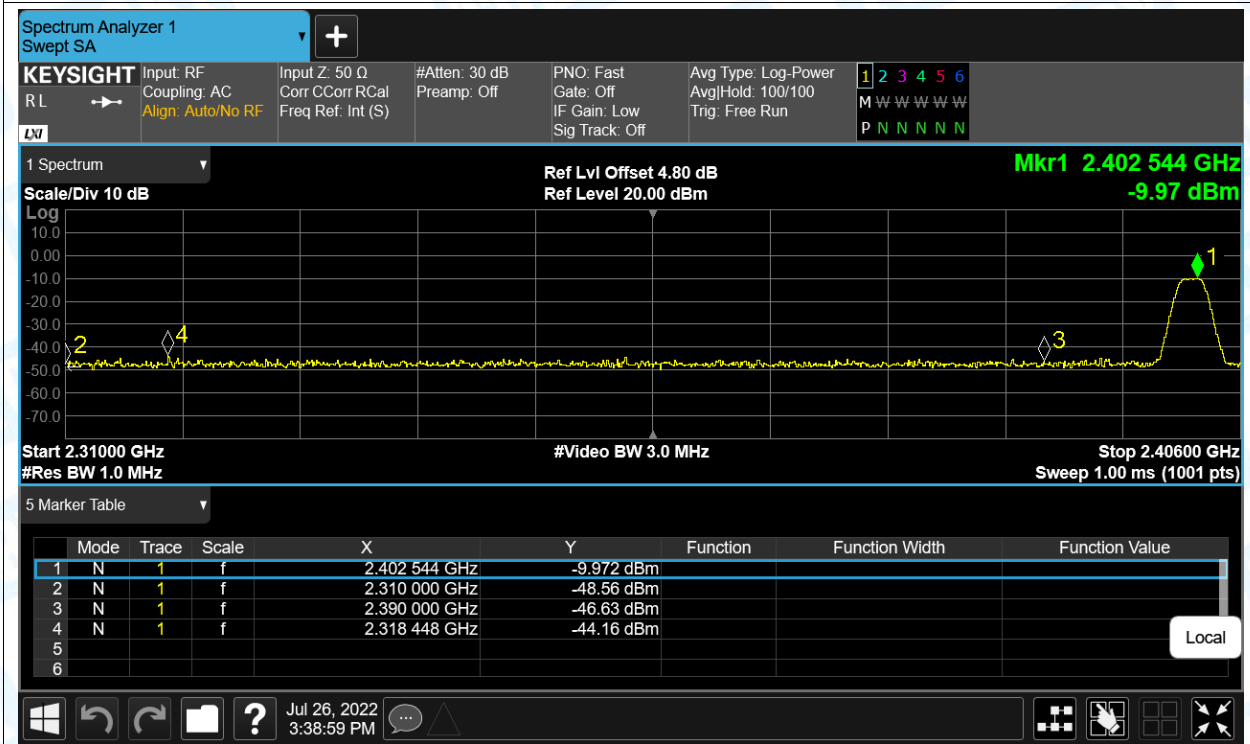 Spectrum Analyzer 1
Swept SA
KEYSIGHT
R L
LXI
Input: RF
Coupling: AC
Align: Auto/No RF
Input Z: 50 Ω
Corr CCorr RCal
Freq Ref: Int (S)
#Atten: 30 dB
Preamp: Off
PNO: Fast
Gate: Off
IF Gain: Low
Sig Track: Off
Avg Type: Log-Power
Avg|Hold: 100/100
Trig: Free Run
1 2 3 4 5 6
M W W W W W
P N N N N N
1 Spectrum
Scale/Div 10 dB
Ref Lvl Offset 4.80 dB
Ref Level 20.00 dBm
Mkr1 2.402 544 GHz
-9.97 dBm
Log
10.0
0.00
-10.0
-20.0
-30.0
-40.0
-50.0
-60.0
-70.0
1
2
4
3
Start 2.31000 GHz
#Res BW 1.0 MHz
#Video BW 3.0 MHz
Stop 2.40600 GHz
Sweep 1.00 ms (1001 pts)
5 Marker Table
Mode Trace Scale X Y Function Function Width Function Value
1 N 1 f 2.402 544 GHz -9.972 dBm
2 N 1 f 2.310 000 GHz -48.56 dBm
3 N 1 f 2.390 000 GHz -46.63 dBm
4 N 1 f 2.318 448 GHz -44.16 dBm
5
6
Local
?
Jul 26, 2022
3:38:59 PM